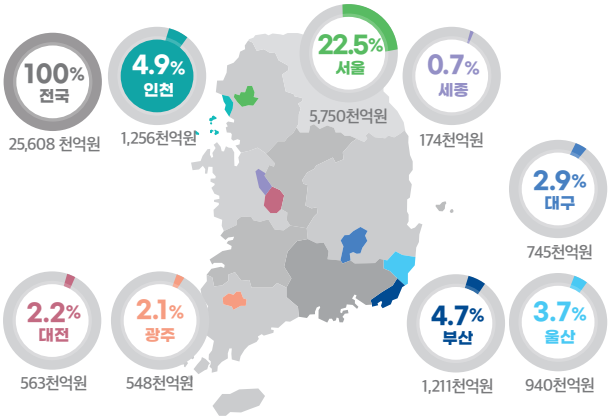 100%
전국
25,608 천억원
4.9%
인천
1,256천억원
22.5%
서울
5,750천억원
0.7%
세종
174천억원
2.9%
대구
745천억원
2.2%
대전
563천억원
2.1%
광주
548천억원
4.7%
부산
1,211천억원
3.7%
울산
940천억원